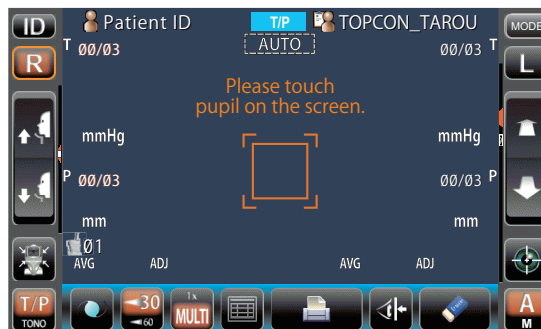 ID Patient ID T/P TOPCON_TAROU MODE
AUTO
T 00/03 00/03 T
R L
Please touch
pupil on the screen.
mmHg mmHg
P 00/03 00/03 P
mm mm
01
AVG ADJ AVG ADJ
T/P 30 1x A
60 MULTI
TONO M